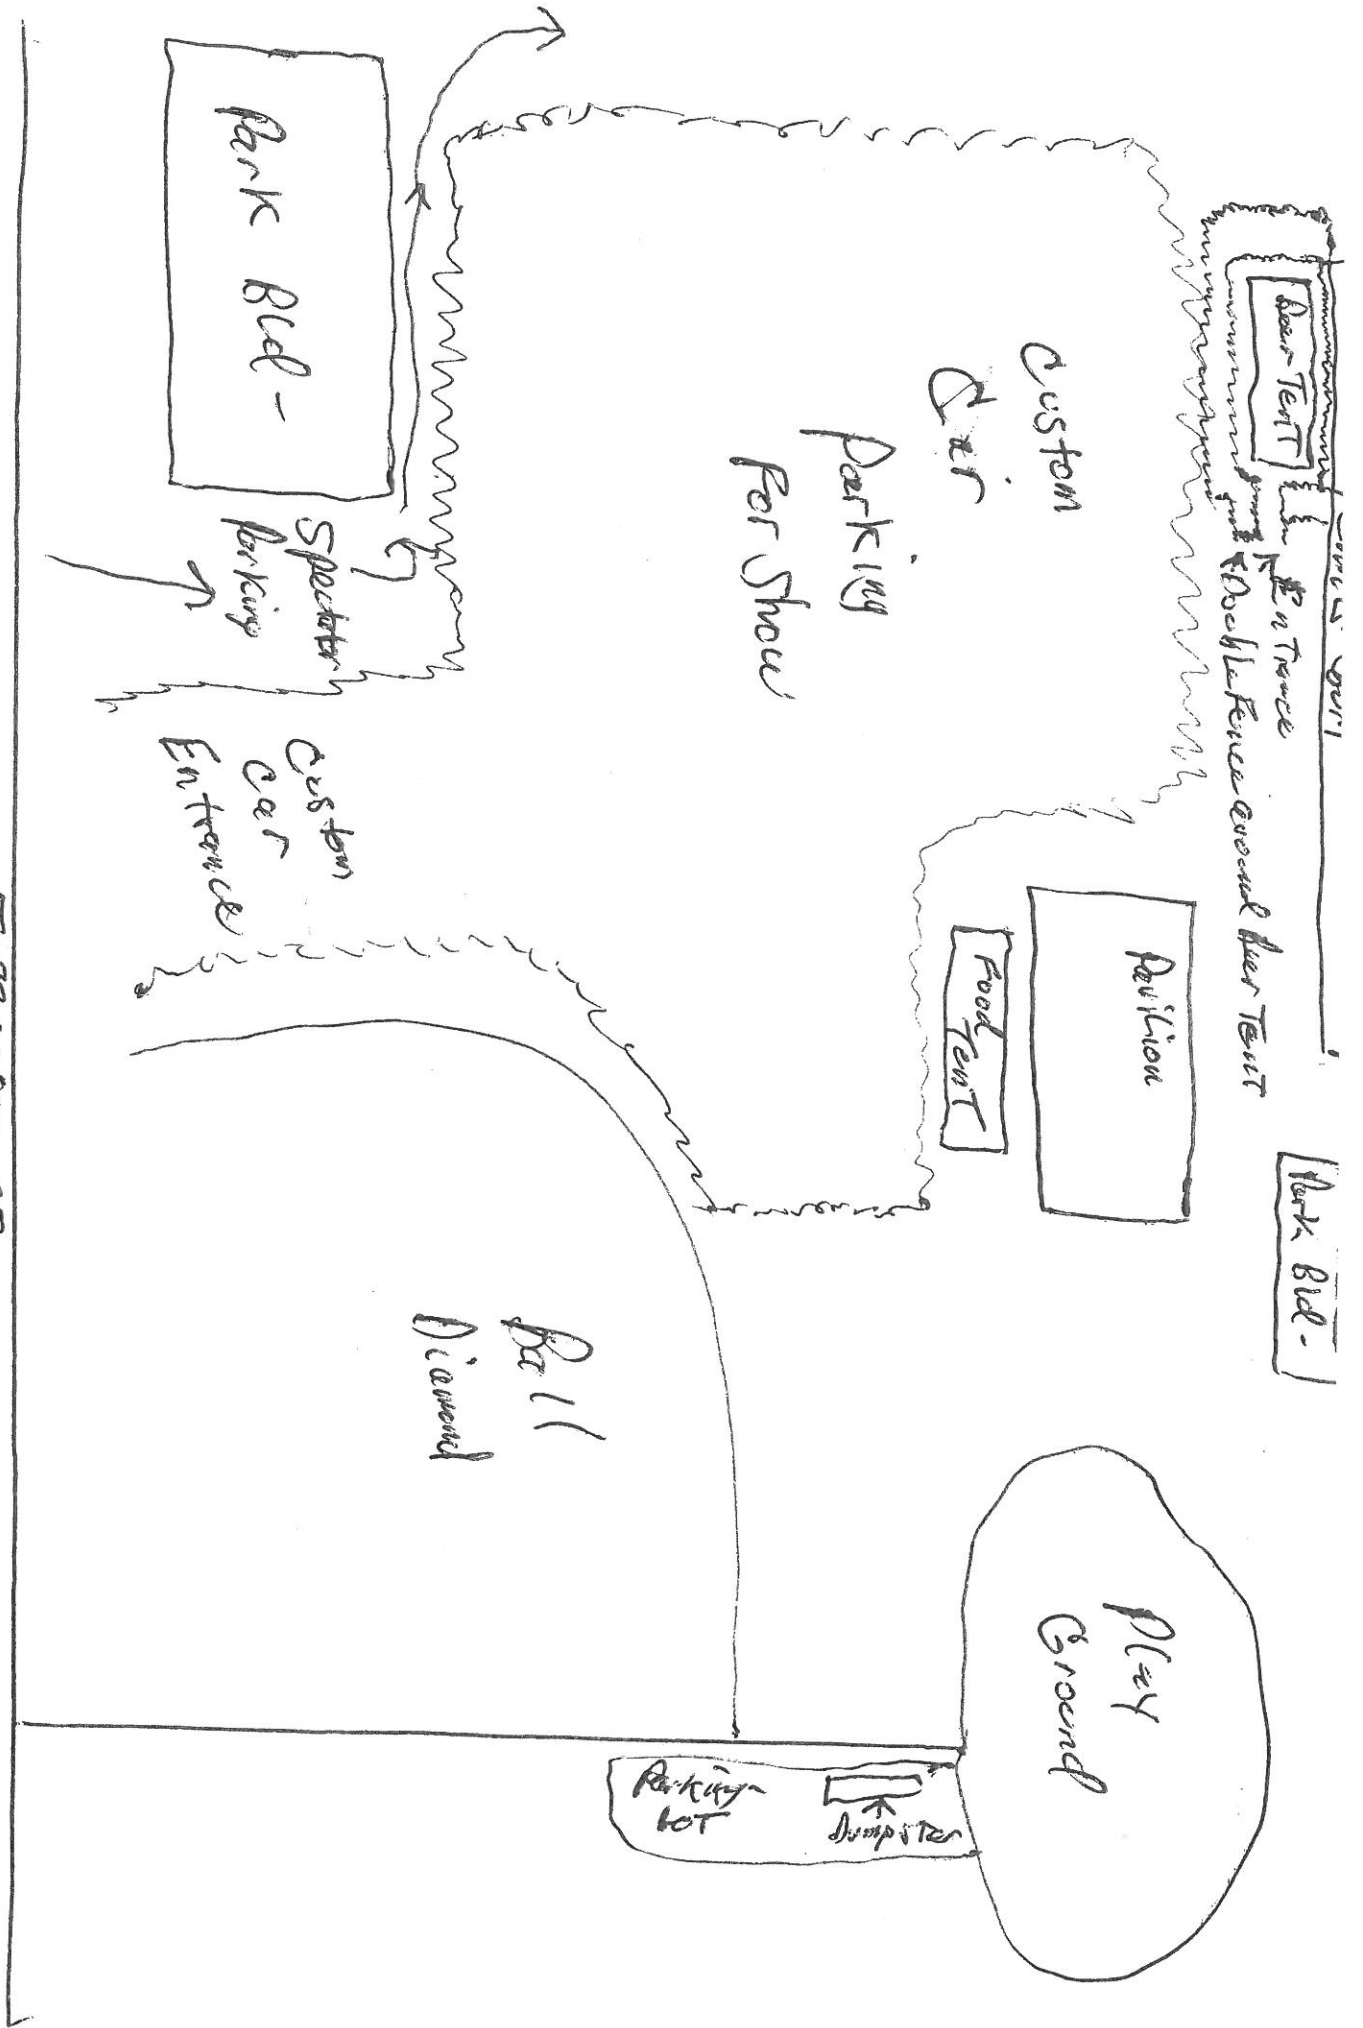 Beer Tent
Entrance
Double Fence around Beer Tent
Park Bld-
Pavilion
Food
Tent
Play
Ground
Custom
Car
Parking
For Show
Dumpster
Parking
Lot
Ball
Diamond
Park Bld-
Spectator
Parking
Custom
Car
Entrance